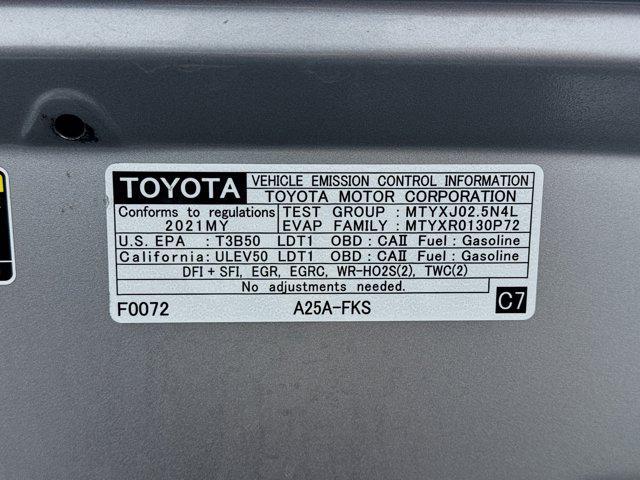 TOYOTA VEHICLE EMISSION CONTROL INFORMATION
TOYOTA MOTOR CORPORATION
Conforms to regulations TEST GROUP : MTYXJ02.5N4L
2021MY EVAP FAMILY : MTYXR0130P72
U.S. EPA : T3B50 LDT1 OBD : CAⅡ Fuel : Gasoline
California: ULEV50 LDT1 OBD : CAⅡ Fuel : Gasoline
DFI + SFI, EGR, EGRC, WR-HO2S(2), TWC(2)
No adjustments needed.
F0072 A25A-FKS C7